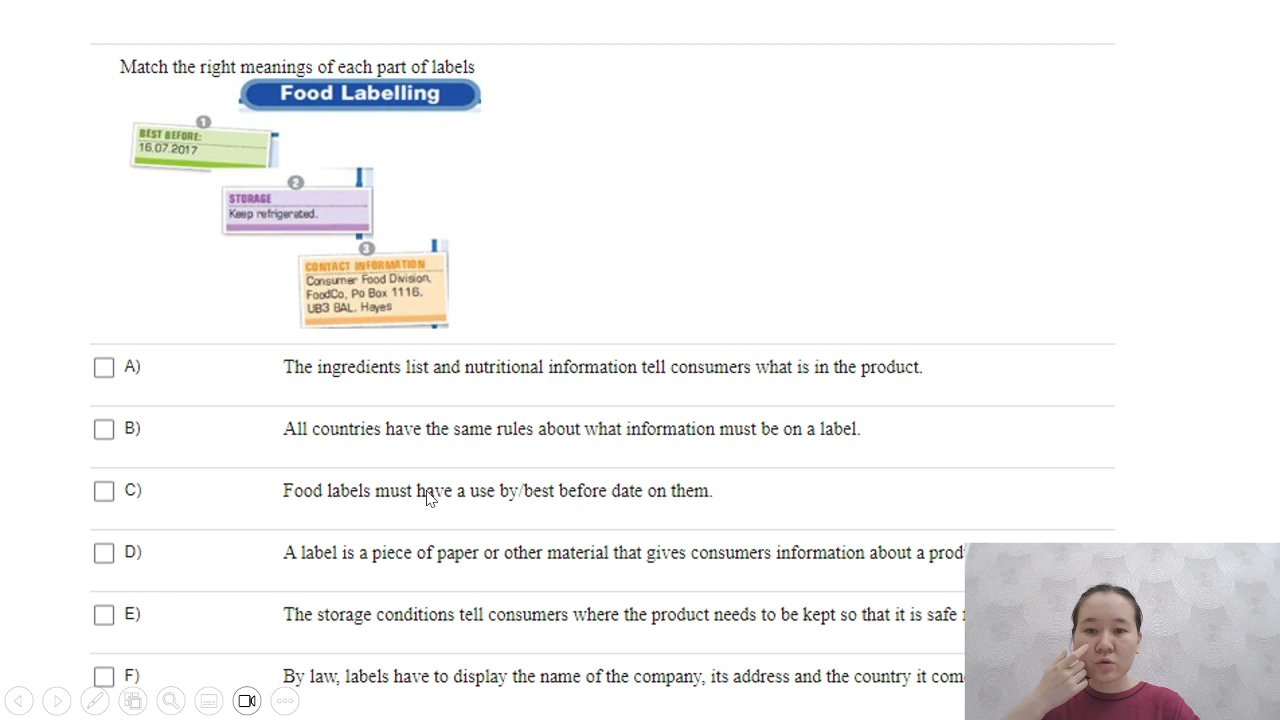 Match the right meanings of each part of labels
Food Labelling
1
BEST BEFORE:
16.07.2017
2
STORAGE
Keep refrigerated.
3
CONTACT INFORMATION
Consumer Food Division,
FoodCo, Po Box 1116,
UB3 8AL, Hayes
A) The ingredients list and nutritional information tell consumers what is in the product.
B) All countries have the same rules about what information must be on a label.
C) Food labels must have a use by/best before date on them.
D) A label is a piece of paper or other material that gives consumers information about a
E) The storage conditions tell consumers where the product needs to be kept so that it is safe
F) By law, labels have to display the name of the company, its address and the country it